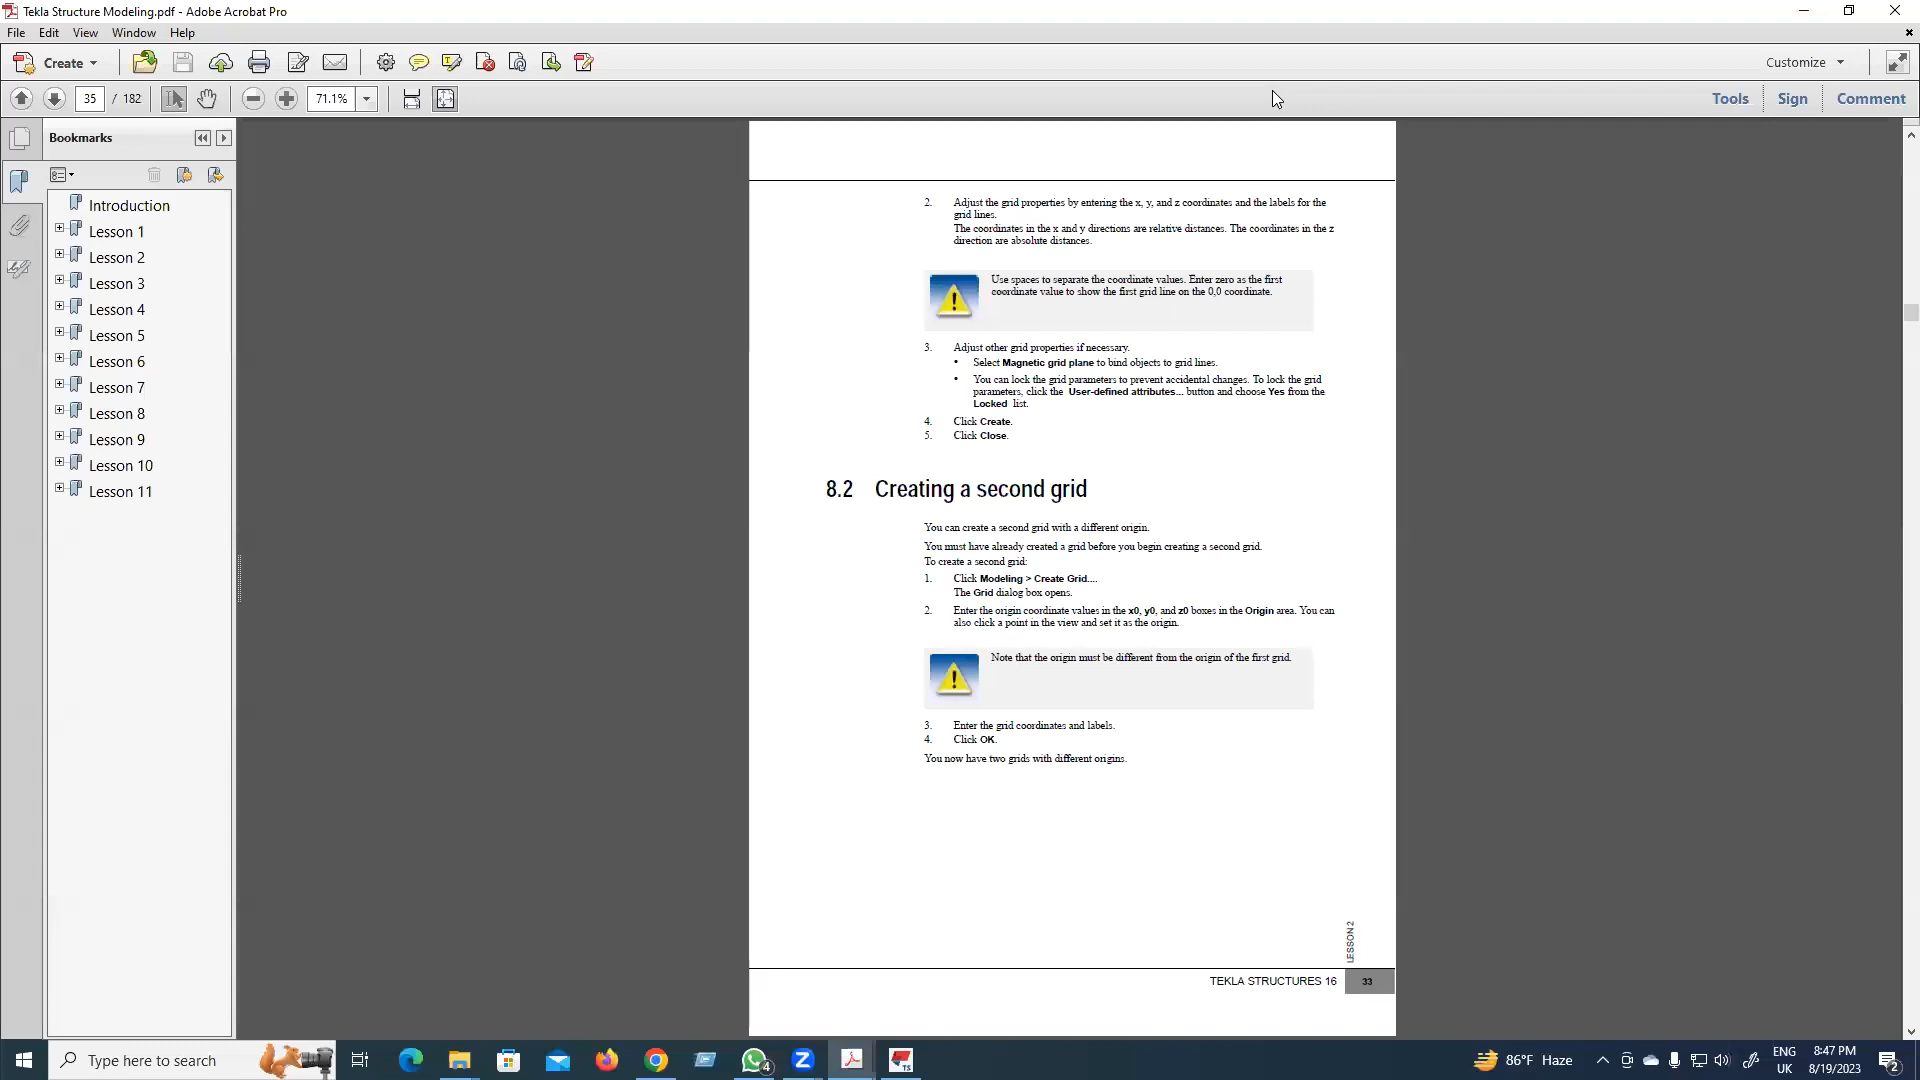 Tekla Structure Modeling.pdf - Adobe Acrobat Pro
File Edit View Window Help
Create
Customize
35 / 182
71.1%
Tools Sign Comment
Bookmarks
Introduction
Lesson 1
Lesson 2
Lesson 3
Lesson 4
Lesson 5
Lesson 6
Lesson 7
Lesson 8
Lesson 9
Lesson 10
Lesson 11
2. Adjust the grid properties by entering the x, y, and z coordinates and the labels for the
grid lines.
The coordinates in the x and y directions are relative distances. The coordinates in the z
direction are absolute distances.
Use spaces to separate the coordinate values. Enter zero as the first
coordinate value to show the first grid line on the 0,0 coordinate.
3. Adjust other grid properties if necessary.
• Select Magnetic grid plane to bind objects to grid lines.
• You can lock the grid parameters to prevent accidental changes. To lock the grid
parameters, click the User-defined attributes... button and choose Yes from the
Locked list.
4. Click Create.
5. Click Close.
8.2 Creating a second grid
You can create a second grid with a different origin.
You must have already created a grid before you begin creating a second grid.
To create a second grid:
1. Click Modeling > Create Grid....
The Grid dialog box opens.
2. Enter the origin coordinate values in the x0, y0, and z0 boxes in the Origin area. You can
also click a point in the view and set it as the origin.
Note that the origin must be different from the origin of the first grid.
3. Enter the grid coordinates and labels.
4. Click OK.
You now have two grids with different origins.
LESSON 2
TEKLA STRUCTURES 16 33
Type here to search
4
TS
86°F Haze
ENG
UK
8:47 PM
8/19/2023
2